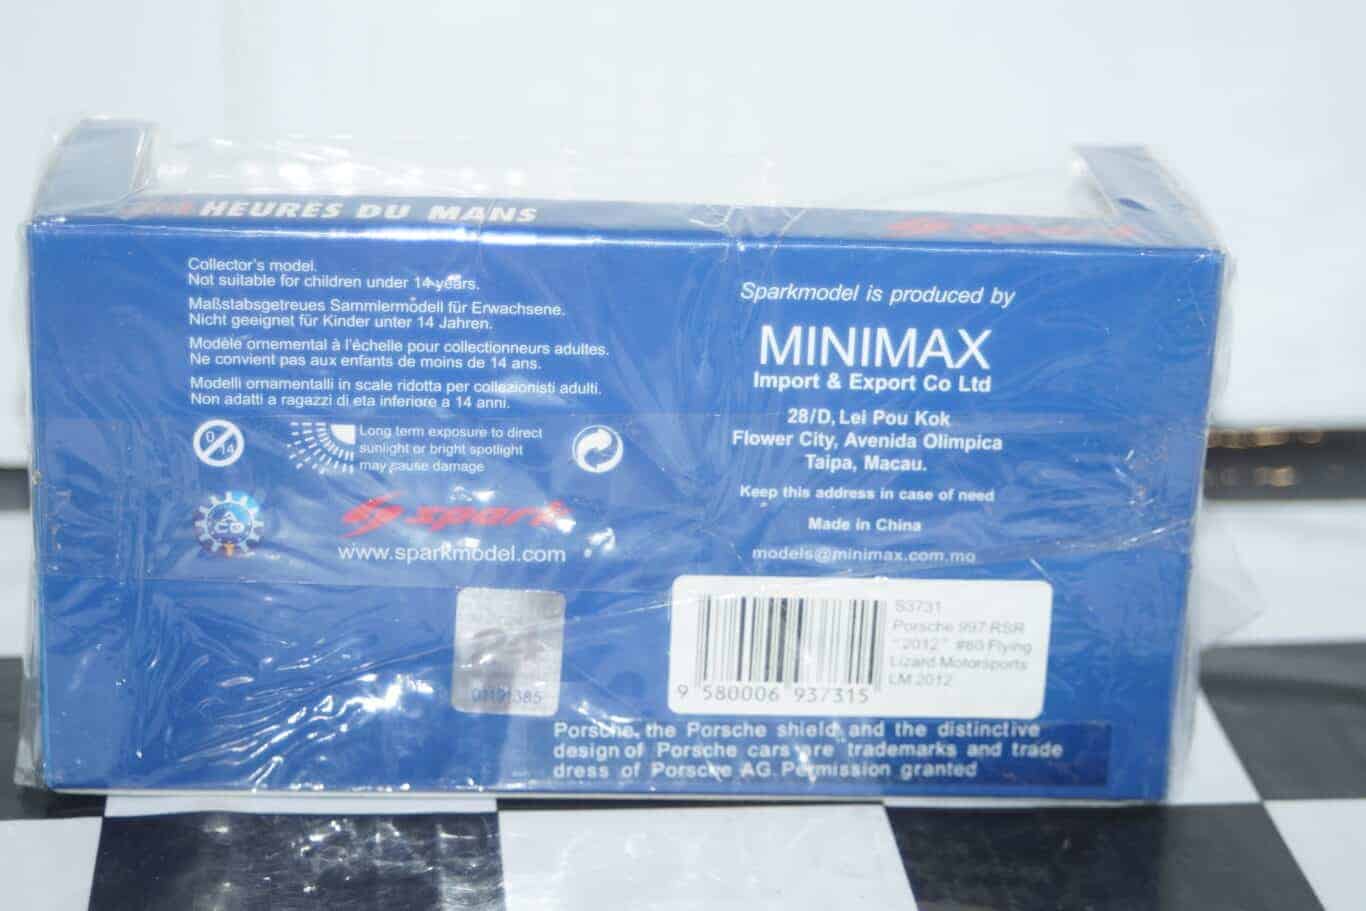 HEURES DU MANS
spark
Collector's model.
Not suitable for children under 14 years.
Maßstabsgetreues Sammlermodell für Erwachsene.
Nicht geeignet für Kinder unter 14 Jahren.
Modèle ornemental à l'échelle pour collectionneurs adultes.
Ne convient pas aux enfants de moins de 14 ans.
Modelli ornamentalli in scale ridotta per collezionisti adulti.
Non adatti a ragazzi di eta inferiore a 14 anni.
0/14
Long term exposure to direct
sunlight or bright spotlight
may pause damage
ACO
spark
www.sparkmodel.com
01191385
Sparkmodel is produced by
MINIMAX
Import & Export Co Ltd
28/D, Lei Pou Kok
Flower City, Avenida Olimpica
Taipa, Macau.
Keep this address in case of need
Made in China
models@minimax.com.mo
S3731
Porsche 997 RSR
"2012" #80 Flying
Lizard Motorsports
LM 2012
9 580006 937315
Porsche, the Porsche shield and the distinctive
design of Porsche cars are trademarks and trade
dress of Porsche AG. Permission granted